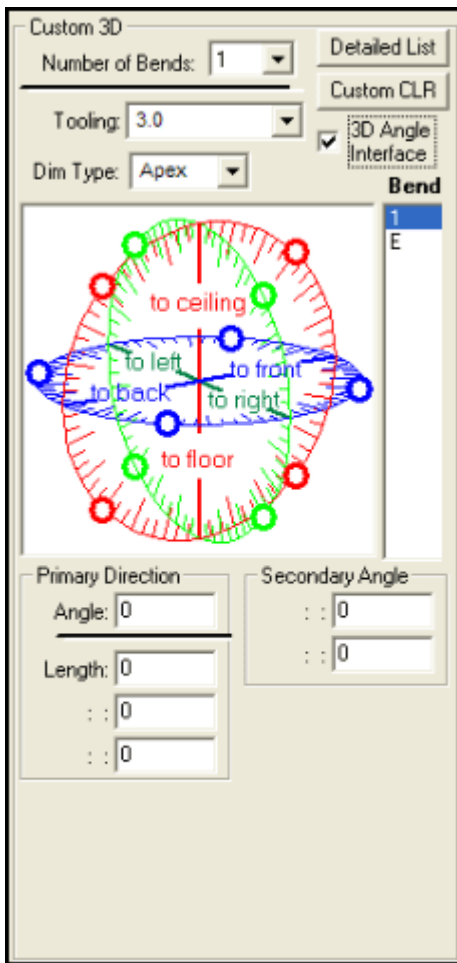 Custom 3D
Number of Bends: 1
Detailed List
Custom CLR
Tooling: 3.0
3D Angle
Interface
Dim Type: Apex
Bend
1
E
to ceiling
to left
to front
to back
to right
to floor
Primary Direction
Angle: 0
Length: 0
: : 0
: : 0
Secondary Angle
: : 0
: : 0